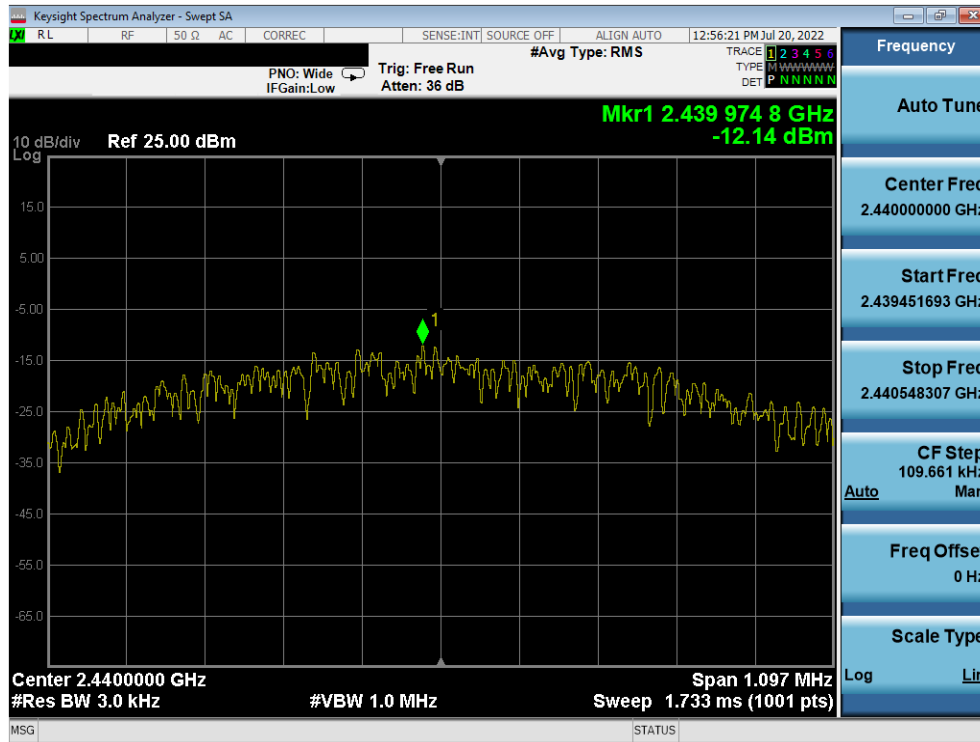 Keysight Spectrum Analyzer - Swept SA
LXI RL RF 50 Ω AC CORREC SENSE:INT SOURCE OFF ALIGN AUTO 12:56:21 PM Jul 20, 2022
PNO: Wide
IFGain:Low
Trig: Free Run
Atten: 36 dB
#Avg Type: RMS
TRACE 1 2 3 4 5 6
TYPE M W W W W W
DET P N N N N N
Mkr1 2.439 974 8 GHz
-12.14 dBm
10 dB/div
Log
Ref 25.00 dBm
15.0
5.00
-5.00
-15.0
-25.0
-35.0
-45.0
-55.0
-65.0
1
Center 2.4400000 GHz
#Res BW 3.0 kHz
#VBW 1.0 MHz
Span 1.097 MHz
Sweep 1.733 ms (1001 pts)
MSG
STATUS
Frequency
Auto Tune
Center Freq
2.440000000 GHz
Start Freq
2.439451693 GHz
Stop Freq
2.440548307 GHz
CF Step
109.661 kHz
Auto Man
Freq Offset
0 Hz
Scale Type
Log Lin